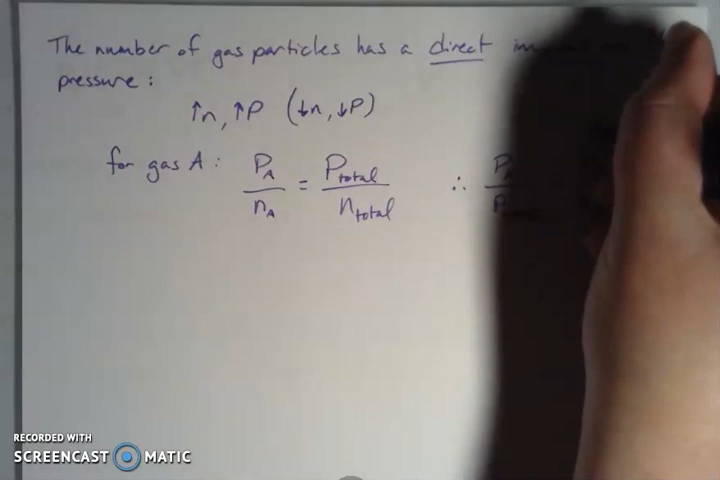 The number of gas particles has a direct
pressure:
↑n, ↑P (↓n, ↓P)
for gas A: P_A / n_A = P_total / n_total ∴
RECORDED WITH
SCREENCAST MATIC